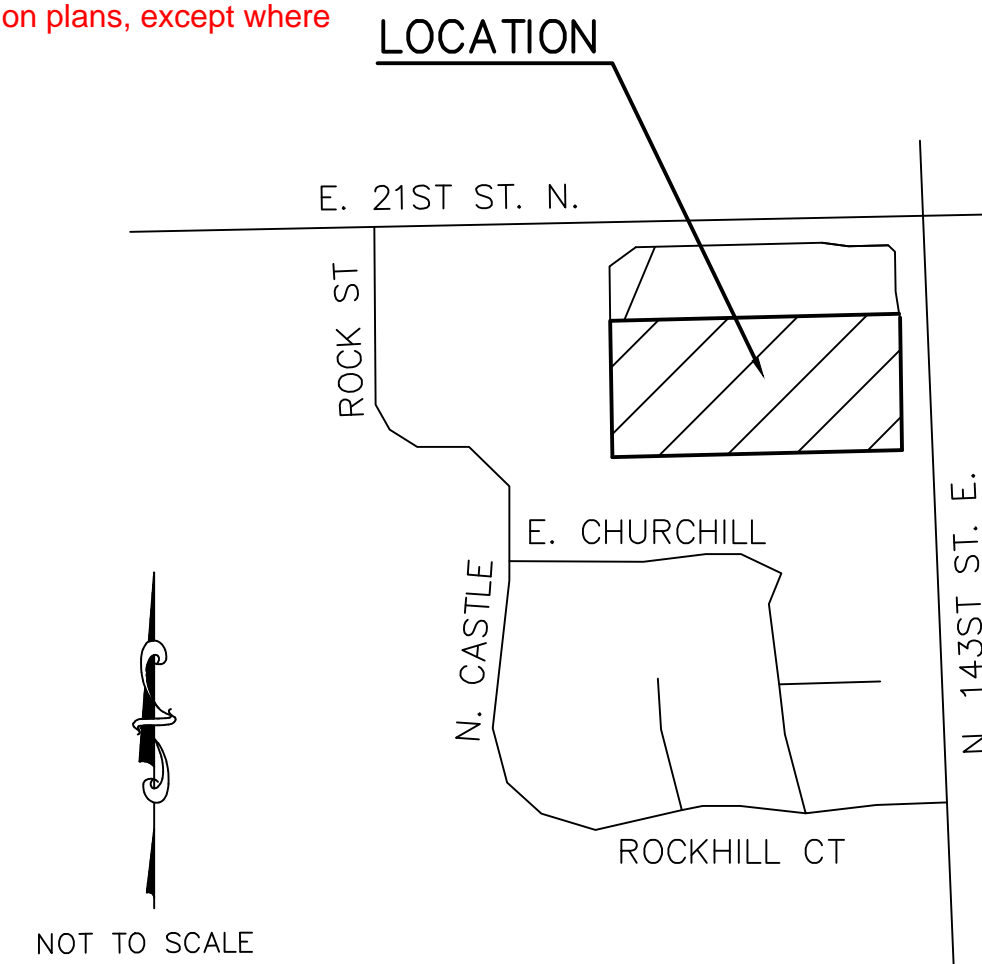 on plans, except where
LOCATION
E. 21ST ST. N.
ROCK ST
E. CHURCHILL
N. CASTLE
N 143ST ST. E.
ROCKHILL CT
NOT TO SCALE